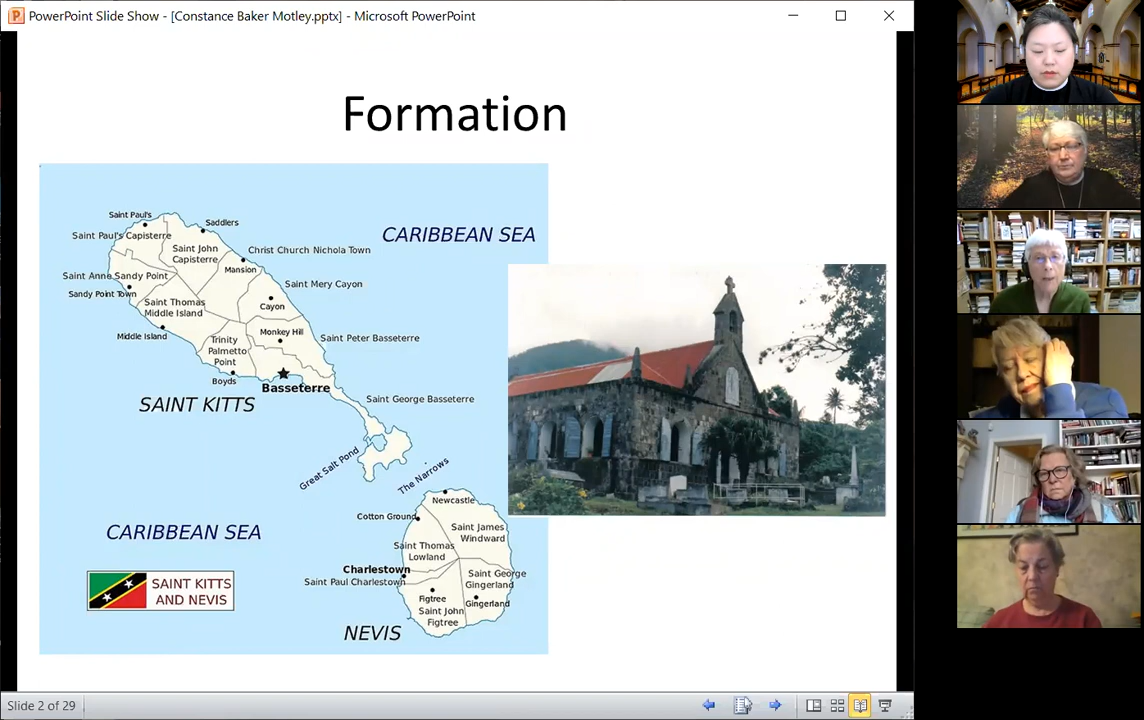 PowerPoint Slide Show - [Constance Baker Motley.pptx] - Microsoft PowerPoint
Formation
Saint Paul's
Saddlers
Saint Paul's Capisterre
Saint John
Capisterre
Christ Church Nichola Town
CARIBBEAN SEA
Mansion
Saint Anne Sandy Point
Saint Mery Cayon
Sandy Point Town
Saint Thomas
Middle Island
Cayon
Middle Island
Monkey Hill
Saint Peter Basseterre
Trinity
Palmetto
Point
Boyds
Basseterre
SAINT KITTS
Saint George Basseterre
Great Salt Pond
The Narrows
Newcastle
Cotton Ground
Saint James
Windward
CARIBBEAN SEA
Saint Thomas
Lowland
Charlestown
Saint Paul Charlestown
Saint George
Gingerland
SAINT KITTS
AND NEVIS
Figtree
Gingerland
Saint John
Figtree
NEVIS
Slide 2 of 29